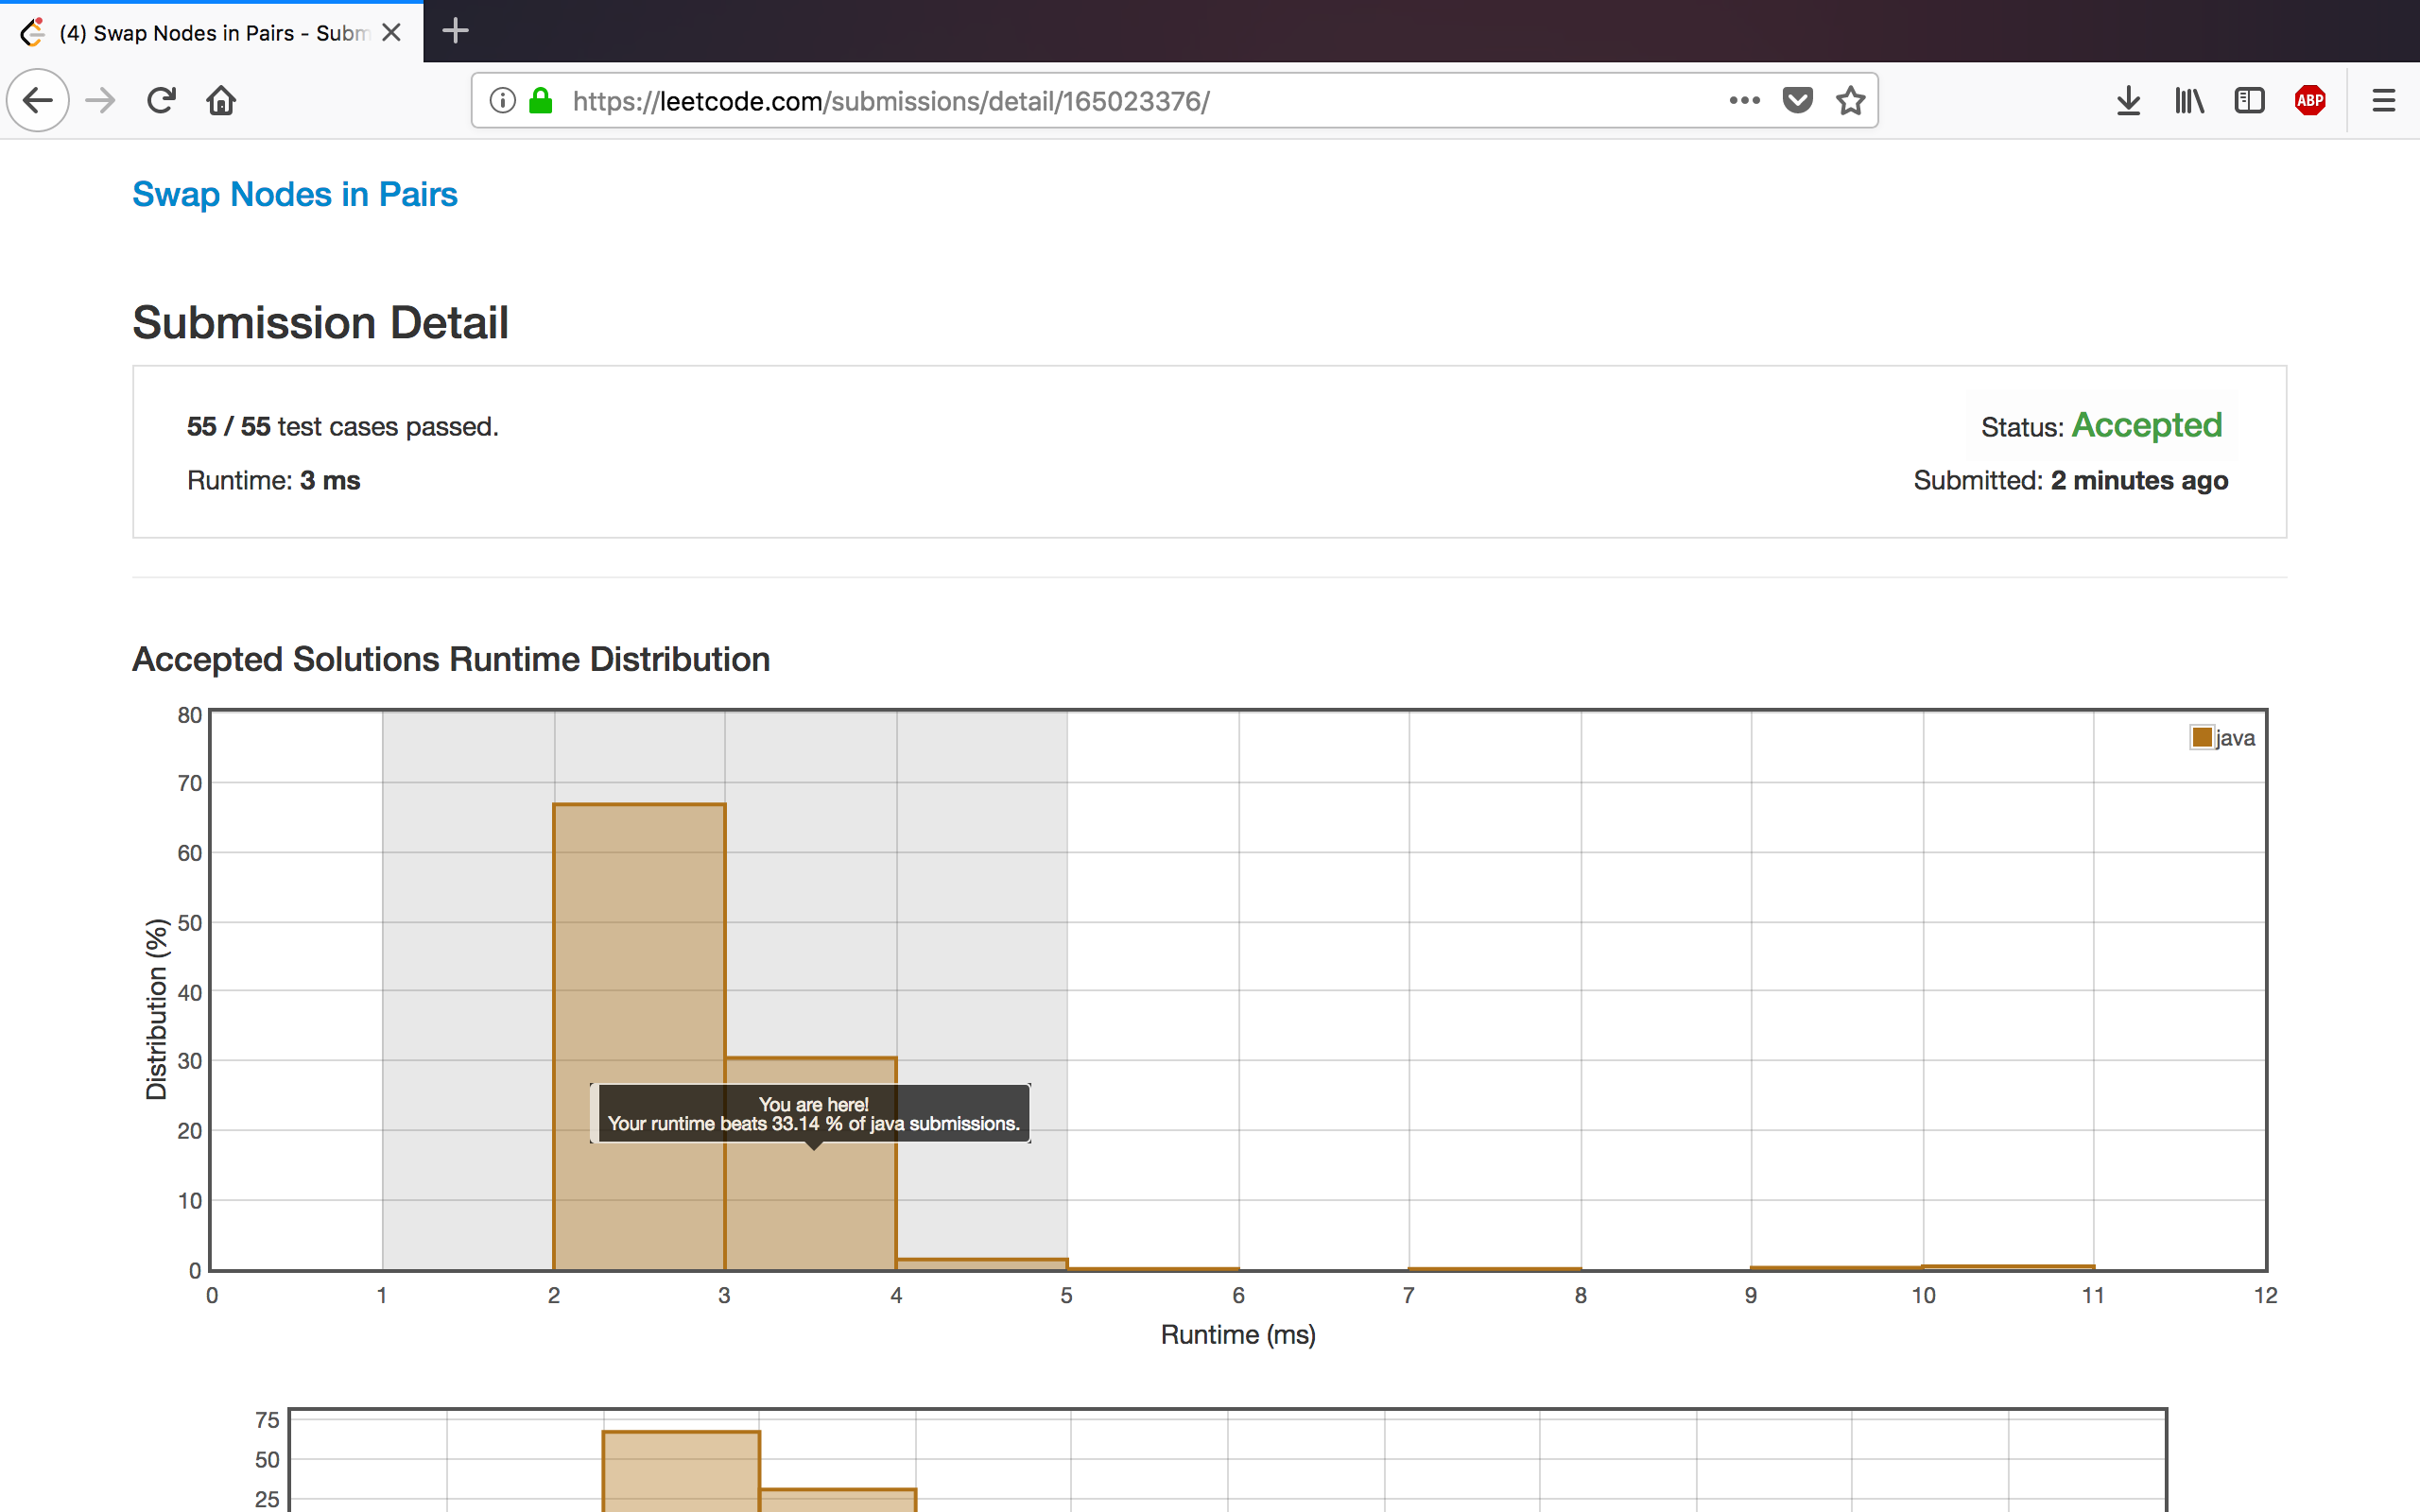 (4) Swap Nodes in Pairs - Subm
https://leetcode.com/submissions/detail/165023376/
ABP
Swap Nodes in Pairs
Submission Detail
55 / 55 test cases passed.
Status: Accepted
Runtime: 3 ms
Submitted: 2 minutes ago
Accepted Solutions Runtime Distribution
80
70
60
50
40
30
20
10
0
Distribution (%)
java
You are here!
Your runtime beats 33.14 % of java submissions.
0 1 2 3 4 5 6 7 8 9 10 11 12
Runtime (ms)
75
50
25